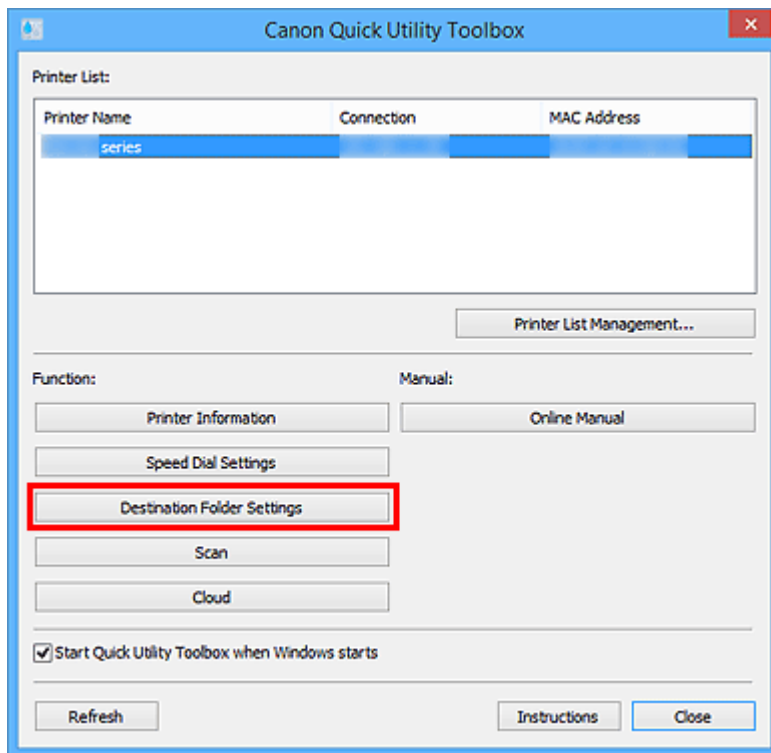 Canon Quick Utility Toolbox
Printer List:
Printer Name Connection MAC Address
series
Printer List Management...
Function: Manual:
Printer Information Online Manual
Speed Dial Settings
Destination Folder Settings
Scan
Cloud
Start Quick Utility Toolbox when Windows starts
Refresh Instructions Close